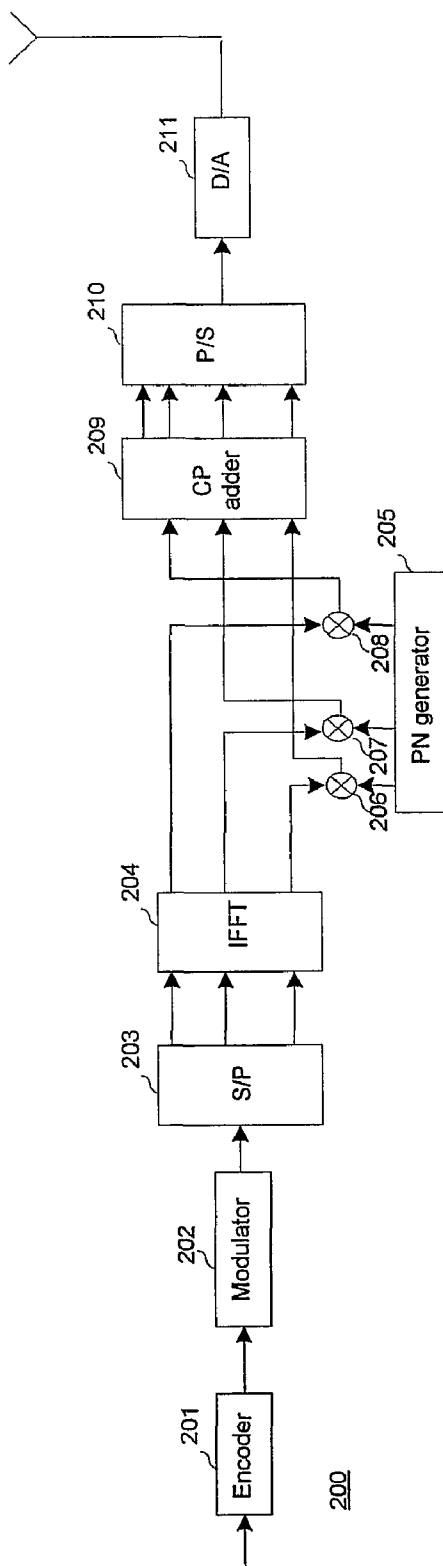 200
201
Encoder
202
Modulator
203
S/P
204
IFFT
205
PN generator
206
207
208
209
CP
adder
210
P/S
211
D/A